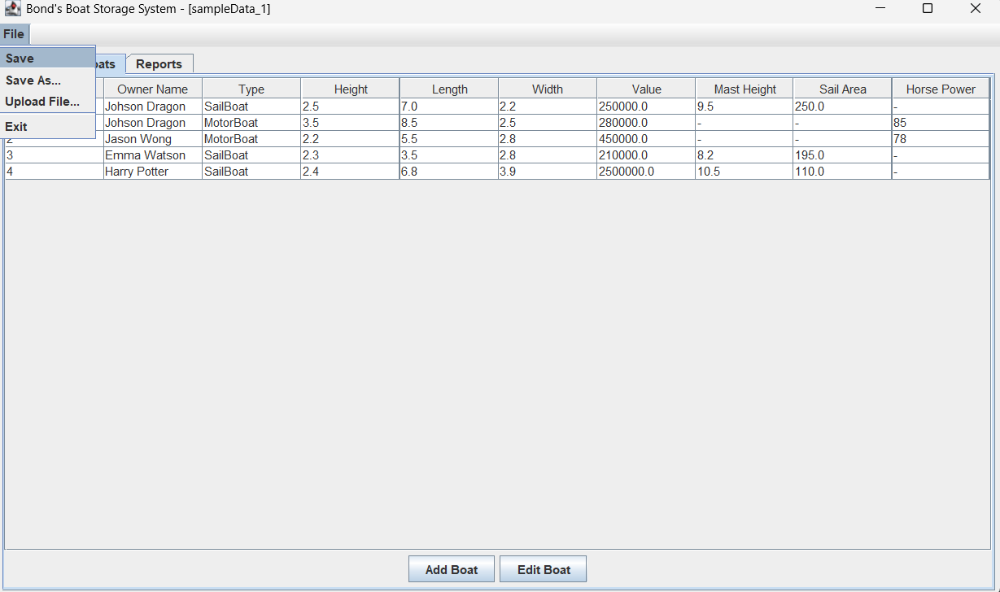 Bond's Boat Storage System - [sampleData_1]
File
Save
Save As...
Upload File...
Exit
Reports
Owner Name Type Height Length Width Value Mast Height Sail Area Horse Power
Johson Dragon SailBoat 2.5 7.0 2.2 250000.0 9.5 250.0 -
Johson Dragon MotorBoat 3.5 8.5 2.5 280000.0 - - 85
Jason Wong MotorBoat 2.2 5.5 2.8 450000.0 - - 78
3 Emma Watson SailBoat 2.3 3.5 2.8 210000.0 8.2 195.0 -
4 Harry Potter SailBoat 2.4 6.8 3.9 2500000.0 10.5 110.0 -
Add Boat Edit Boat